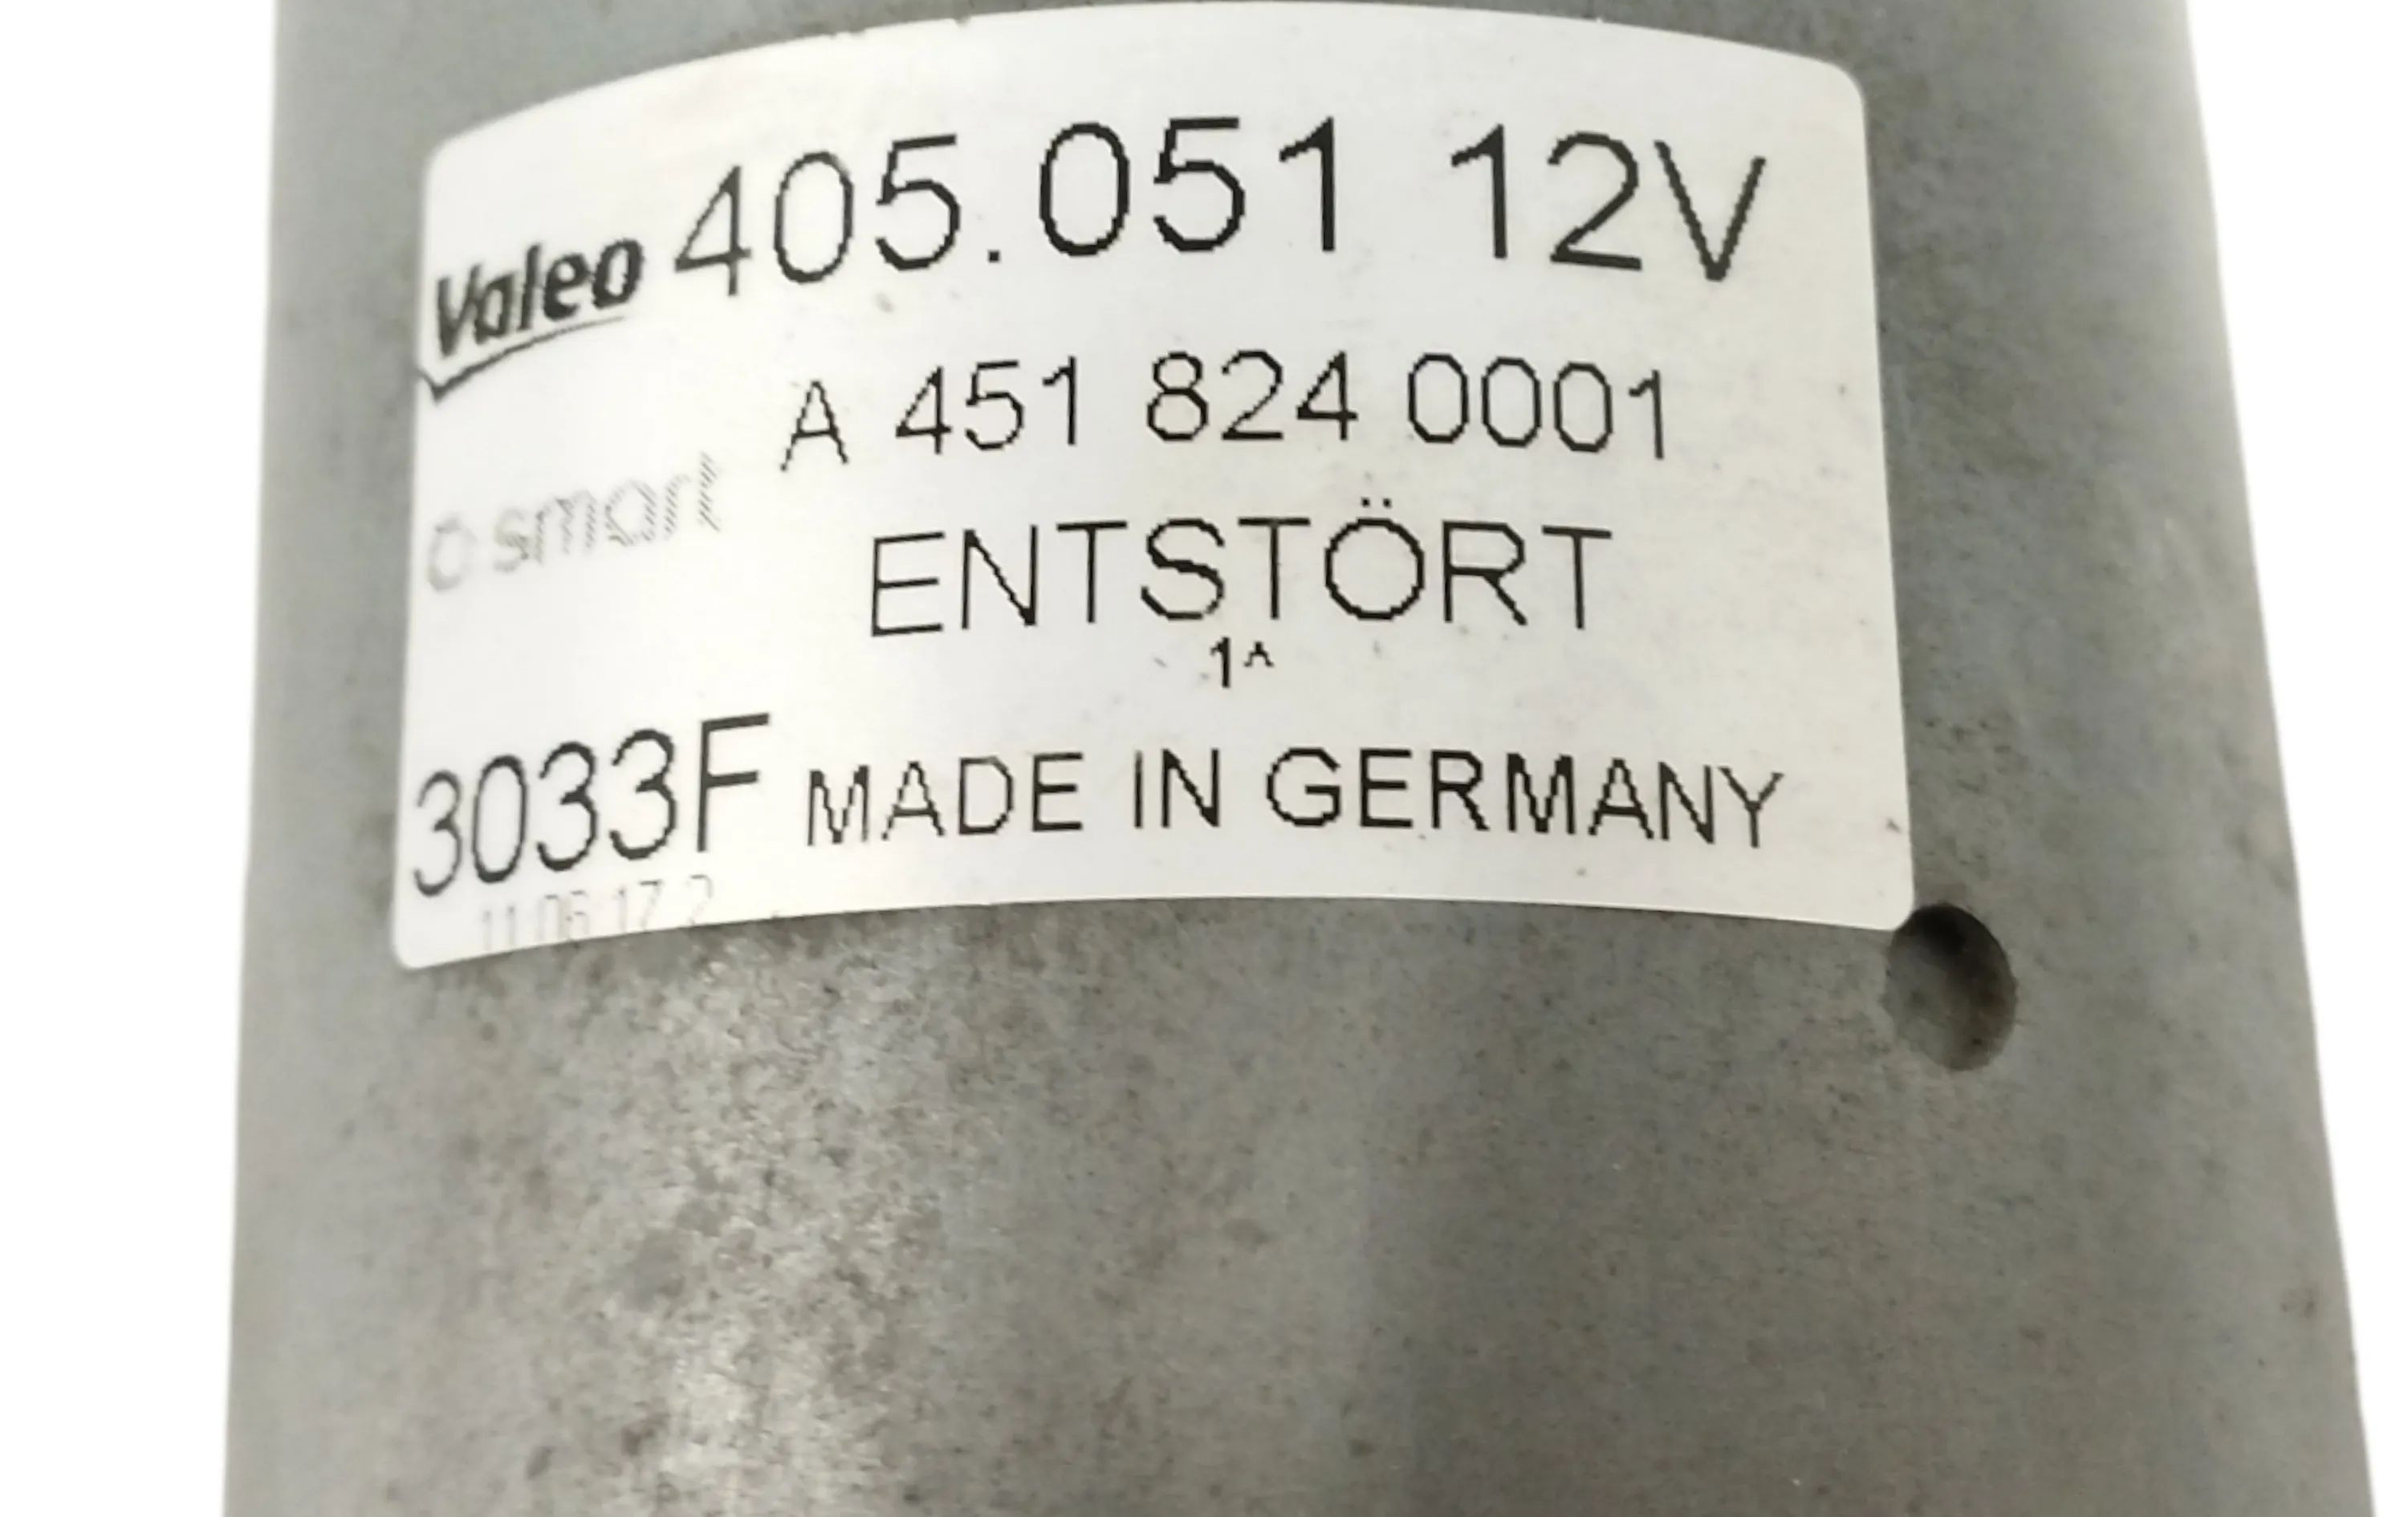 Valeo 405.051 12V
A 451 824 0001
smart
ENTSTÖRT
1^
3033F MADE IN GERMANY
11 06 17 2